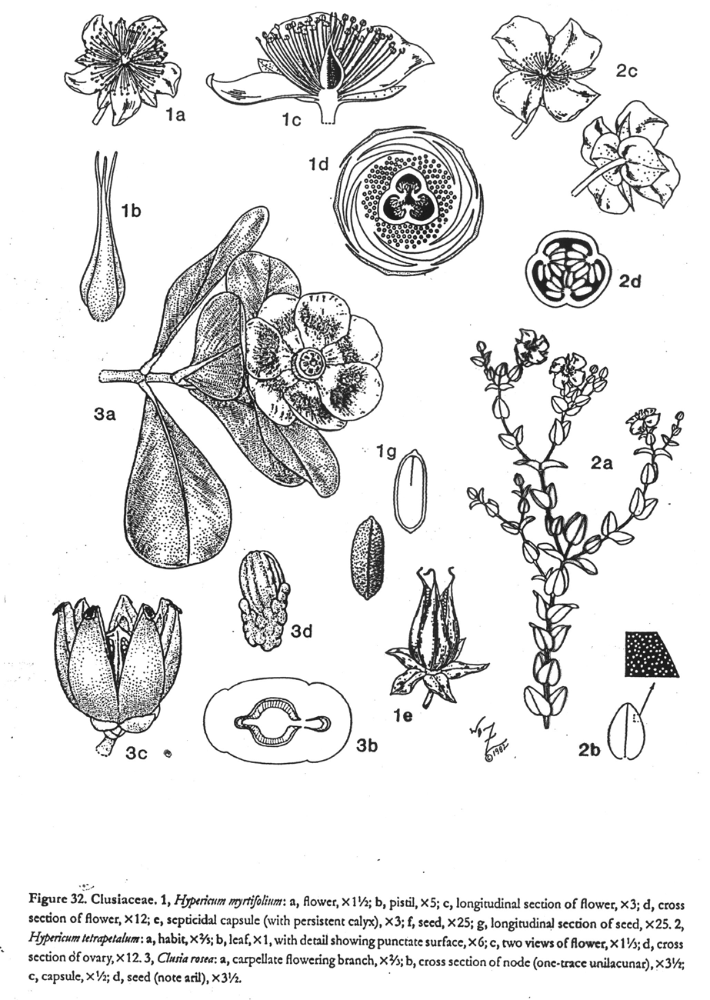 1a
1c
2c
1d
1b
2d
3a
1g
2a
3d
1e
2b
3c
3b
©1982
Figure 32. Clusiaceae. 1, Hypericum myrtifolium: a, flower, ×1½; b, pistil, ×5; c, longitudinal section of flower, ×3; d, cross
section of flower, ×12; e, septicidal capsule (with persistent calyx), ×3; f, seed, ×25; g, longitudinal section of seed, ×25. 2,
Hypericum tetrapetalum: a, habit, ×⅖; b, leaf, ×1, with detail showing punctate surface, ×6; c, two views of flower, ×1⅓; d, cross
section of ovary, ×12. 3, Clusia rosea: a, carpellate flowering branch, ×⅔; b, cross section of node (one-trace unilacunar), ×3½;
c, capsule, ×½; d, seed (note aril), ×3½.